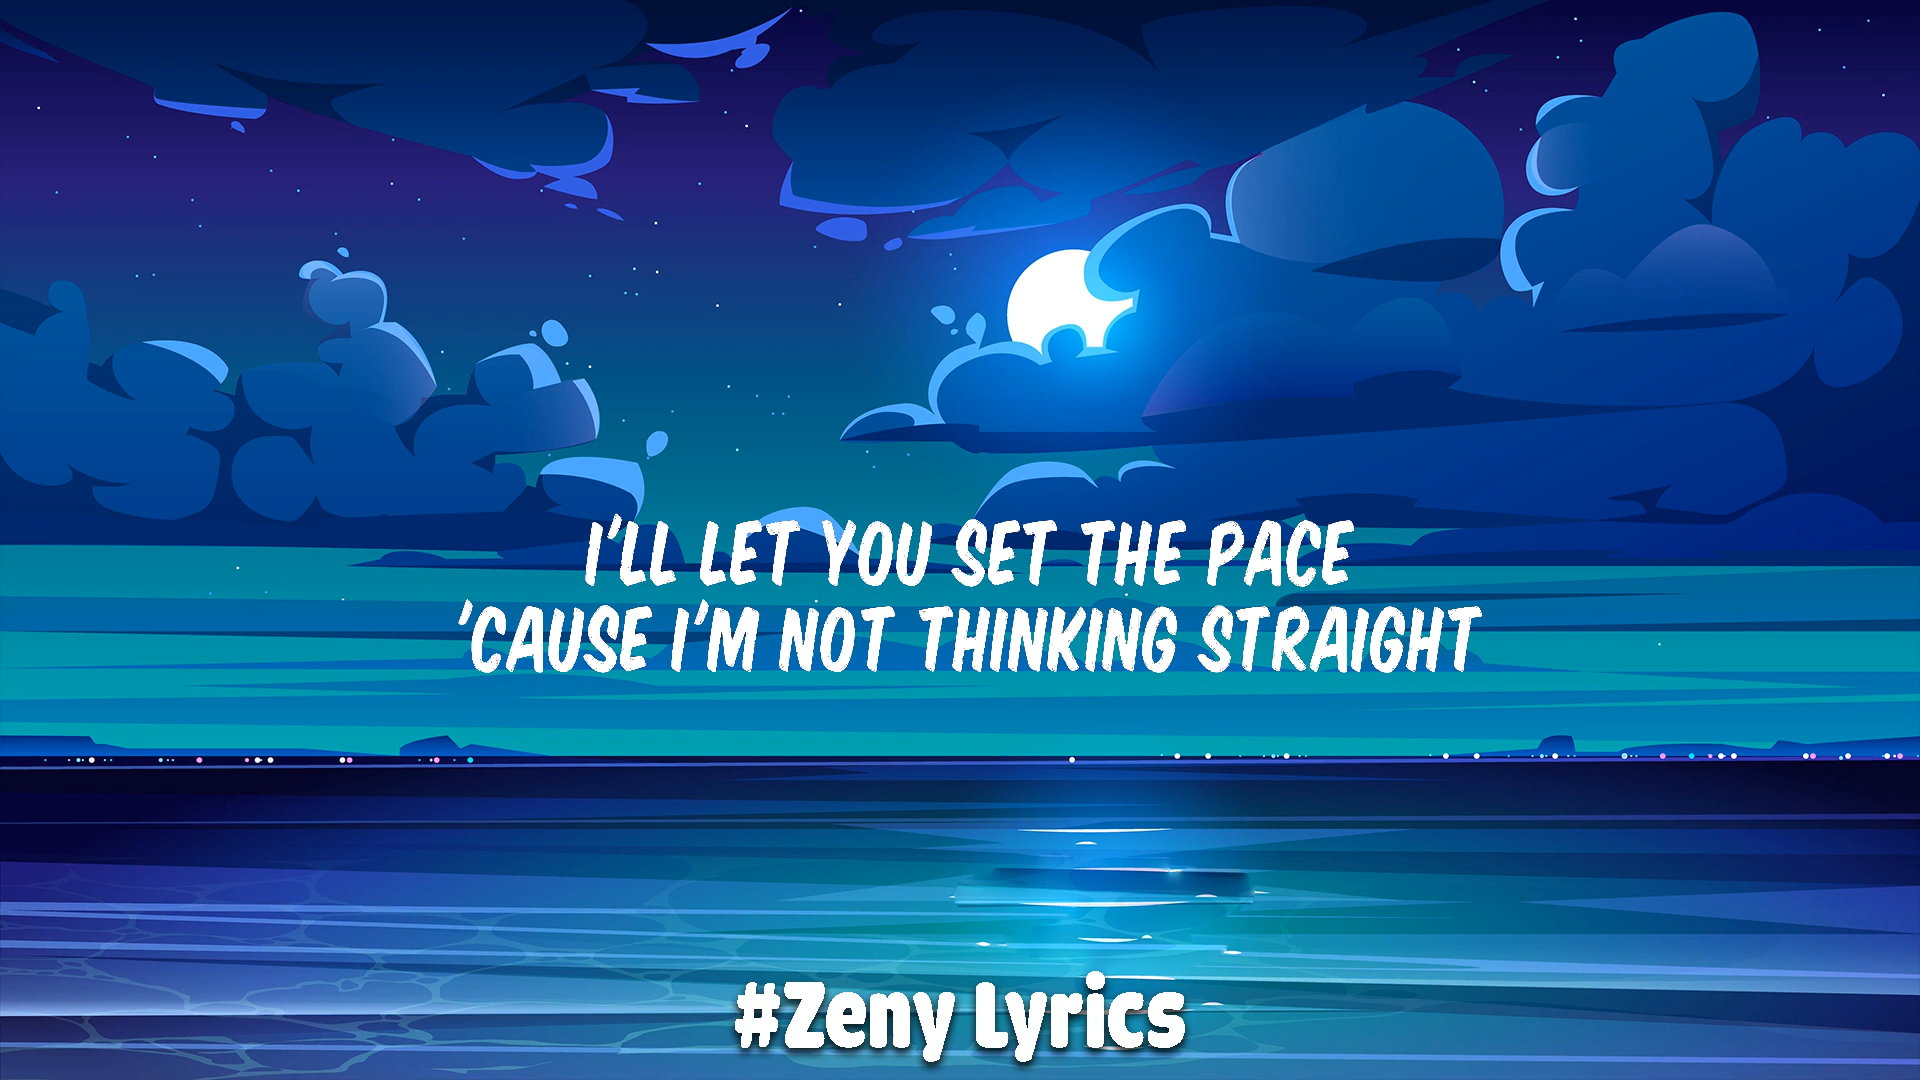 I'LL LET YOU SET THE PACE
'CAUSE I'M NOT THINKING STRAIGHT
#Zeny Lyrics